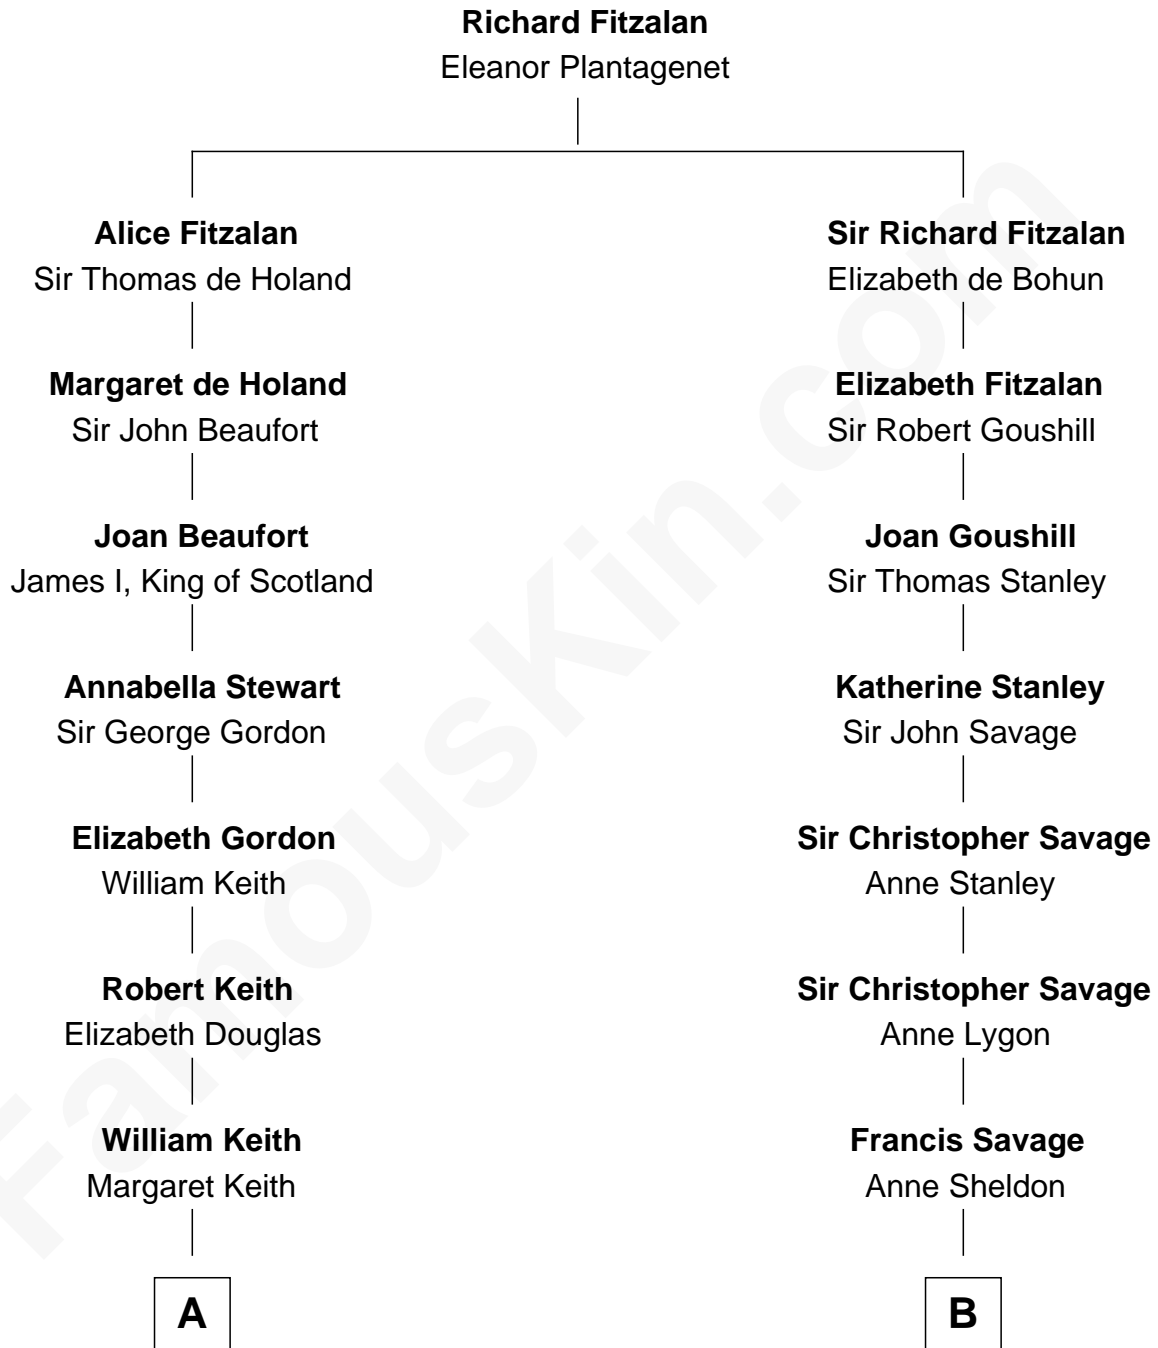 Richard Fitzalan
Eleanor Plantagenet
Alice Fitzalan
Sir Thomas de Holand
Sir Richard Fitzalan
Elizabeth de Bohun
Margaret de Holand
Sir John Beaufort
Elizabeth Fitzalan
Sir Robert Goushill
Joan Beaufort
James I, King of Scotland
Joan Goushill
Sir Thomas Stanley
Annabella Stewart
Sir George Gordon
Katherine Stanley
Sir John Savage
Elizabeth Gordon
William Keith
Sir Christopher Savage
Anne Stanley
Robert Keith
Elizabeth Douglas
Sir Christopher Savage
Anne Lygon
William Keith
Margaret Keith
Francis Savage
Anne Sheldon
A
B
FamousKin.com